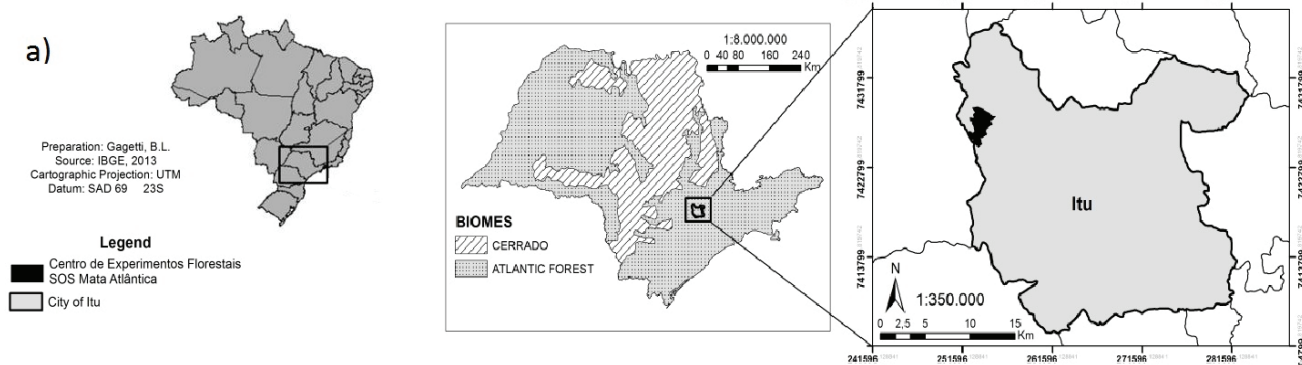 a)
Preparation: Gagetti, B.L.
Source: IBGE, 2013
Cartographic Projection: UTM
Datum: SAD 69 23S
Legend
Centro de Experimentos Florestais
SOS Mata Atlântica
City of Itu
1:8.000.000
0 40 80 160 240
Km
BIOMES
CERRADO
ATLANTIC FOREST
Itu
N
1:350.000
0 2,5 5 10 15
Km
7431799
7422799
7413799
7431799
241596 251596 261596 271596 281596